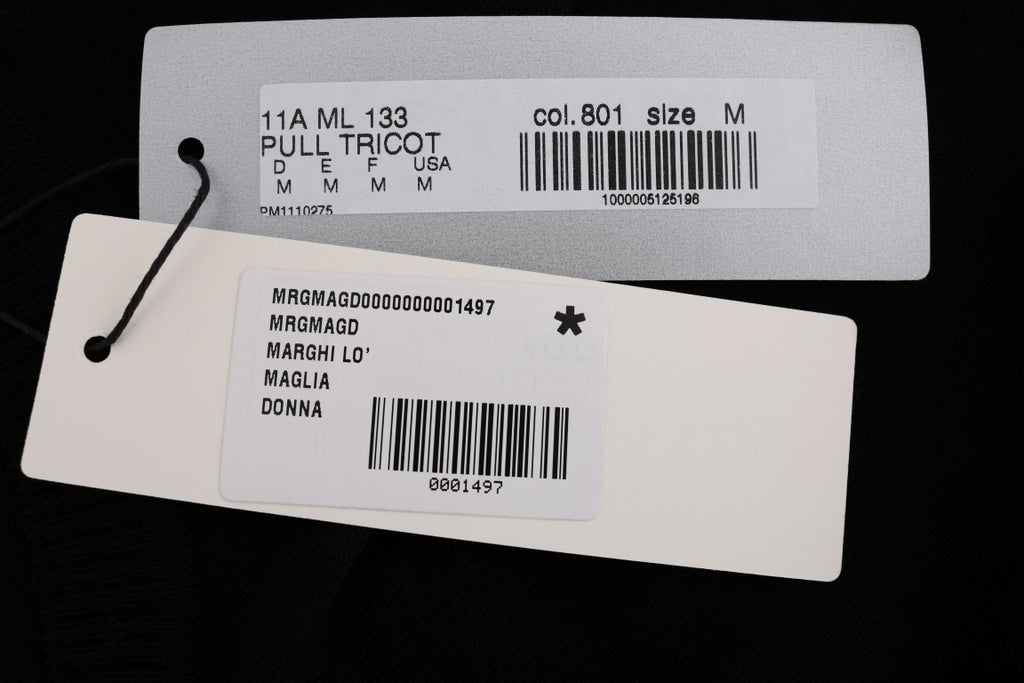 11A ML 133 col.801 size M
PULL TRICOT
D E F USA
M M M M
1000005125196
PM1110275
MRGMAGD0000000001497
*
MRGMAGD
MARGHI LO'
MAGLIA
DONNA
0001497